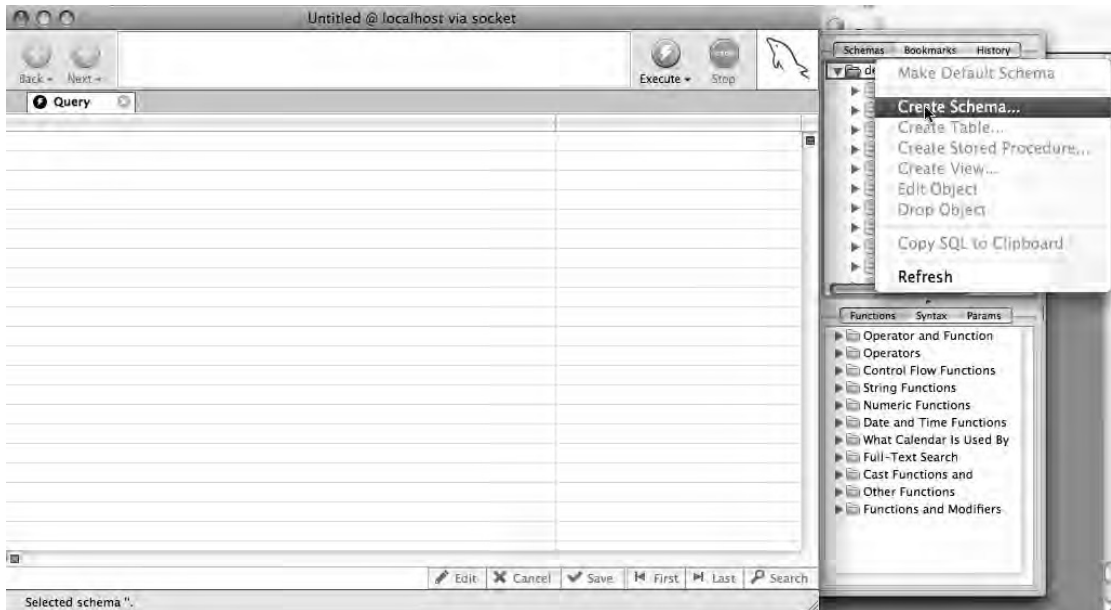 Untitled @ localhost via socket
Back Next
Execute Stop
Query
Schemas Bookmarks History
de
Make Default Schema
Create Schema...
Create Table...
Create Stored Procedure...
Create View...
Edit Object
Drop Object
Copy SQL to Clipboard
Refresh
Functions Syntax Params
Operator and Function
Operators
Control Flow Functions
String Functions
Numeric Functions
Date and Time Functions
What Calendar Is Used By
Full-Text Search
Cast Functions and
Other Functions
Functions and Modifiers
Edit Cancel Save First Last Search
Selected schema ''.